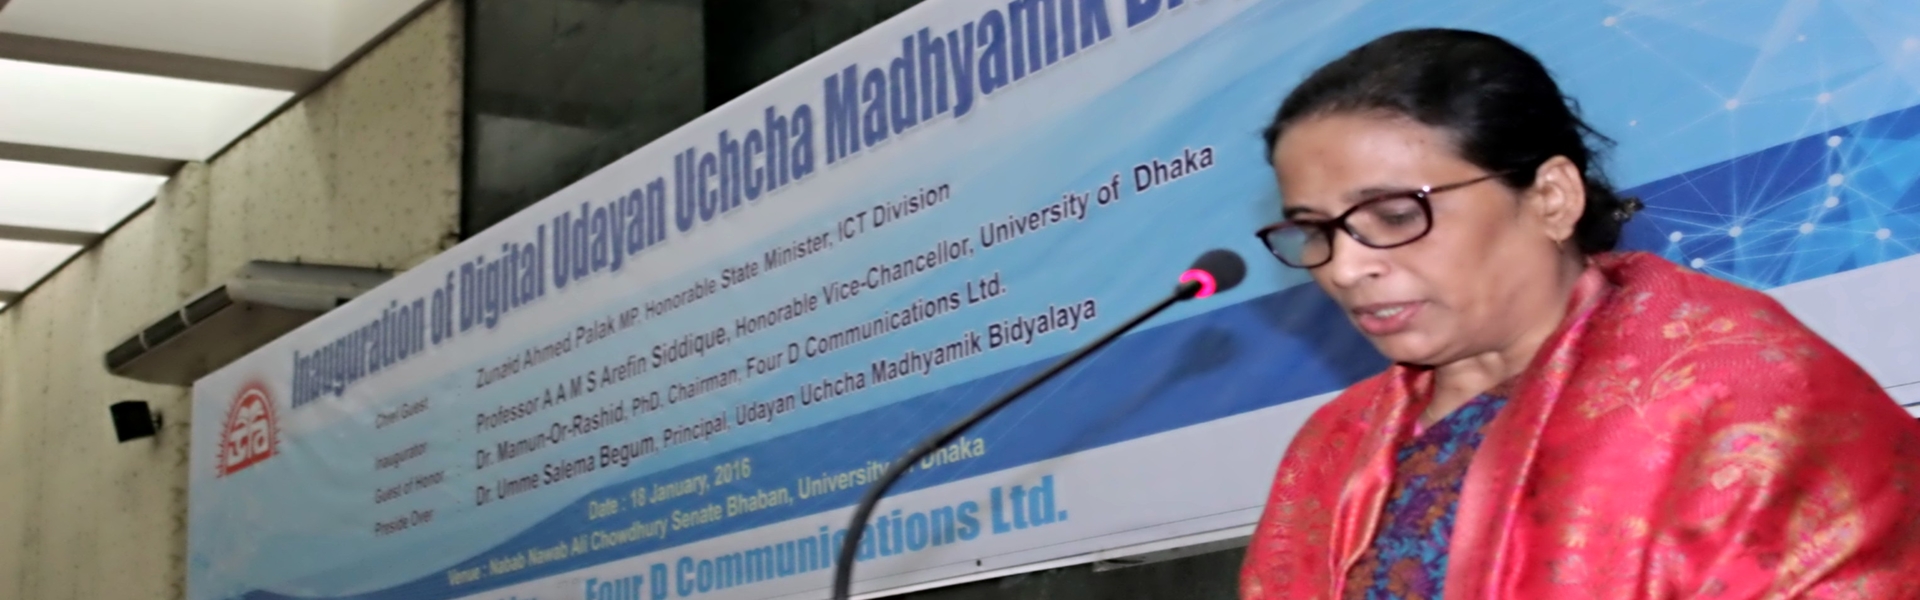 Inauguration of Digital Udayan Uchcha Madhyamik
Chief Guest : Zunaid Ahmed Palak MP, Honorable State Minister, ICT Division
Inaugurator : Professor A A M S Arefin Siddique, Honorable Vice-Chancellor, University of Dhaka
Guest of Honor : Dr. Mamun-Or-Rashid, PhD, Chairman, Four D Communications Ltd.
Preside Over : Dr. Umme Salema Begum, Principal, Udayan Uchcha Madhyamik Bidyalaya
Date : 18 January, 2016
Venue : Nabab Nawab Ali Chowdhury Senate Bhaban, University of Dhaka
Four D Communications Ltd.